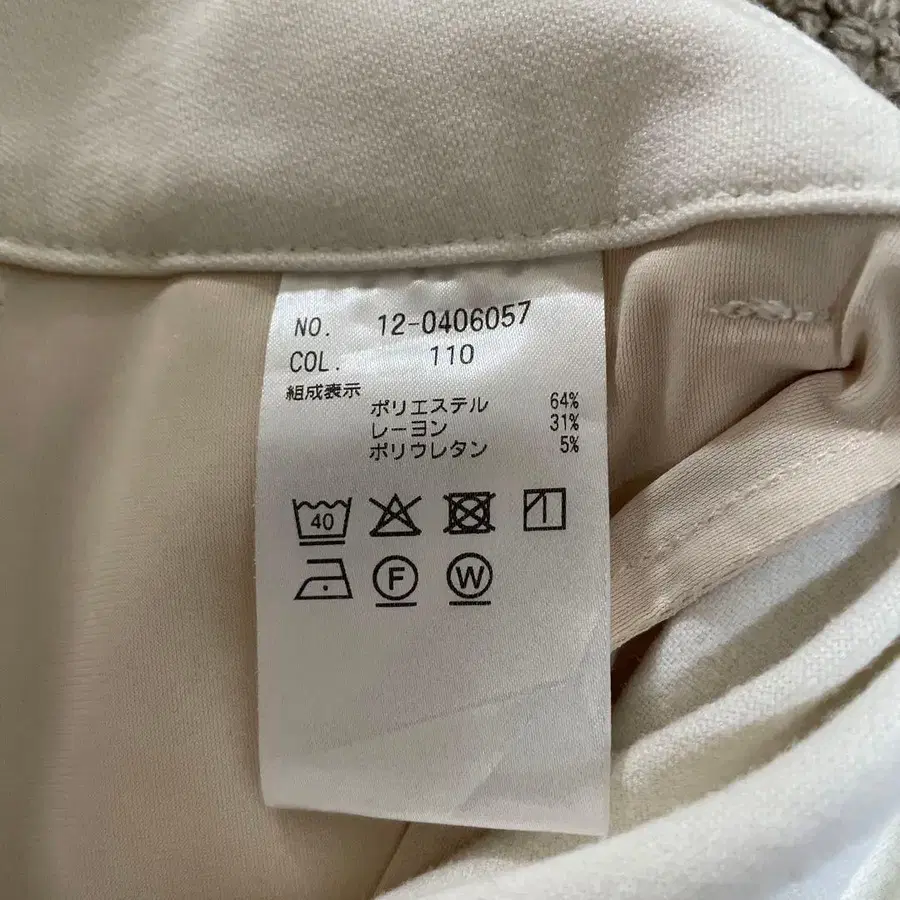 NO. 12-0406057
COL. 110
組成表示
ポリエステル 64%
レーヨン 31%
ポリウレタン 5%
40
F W